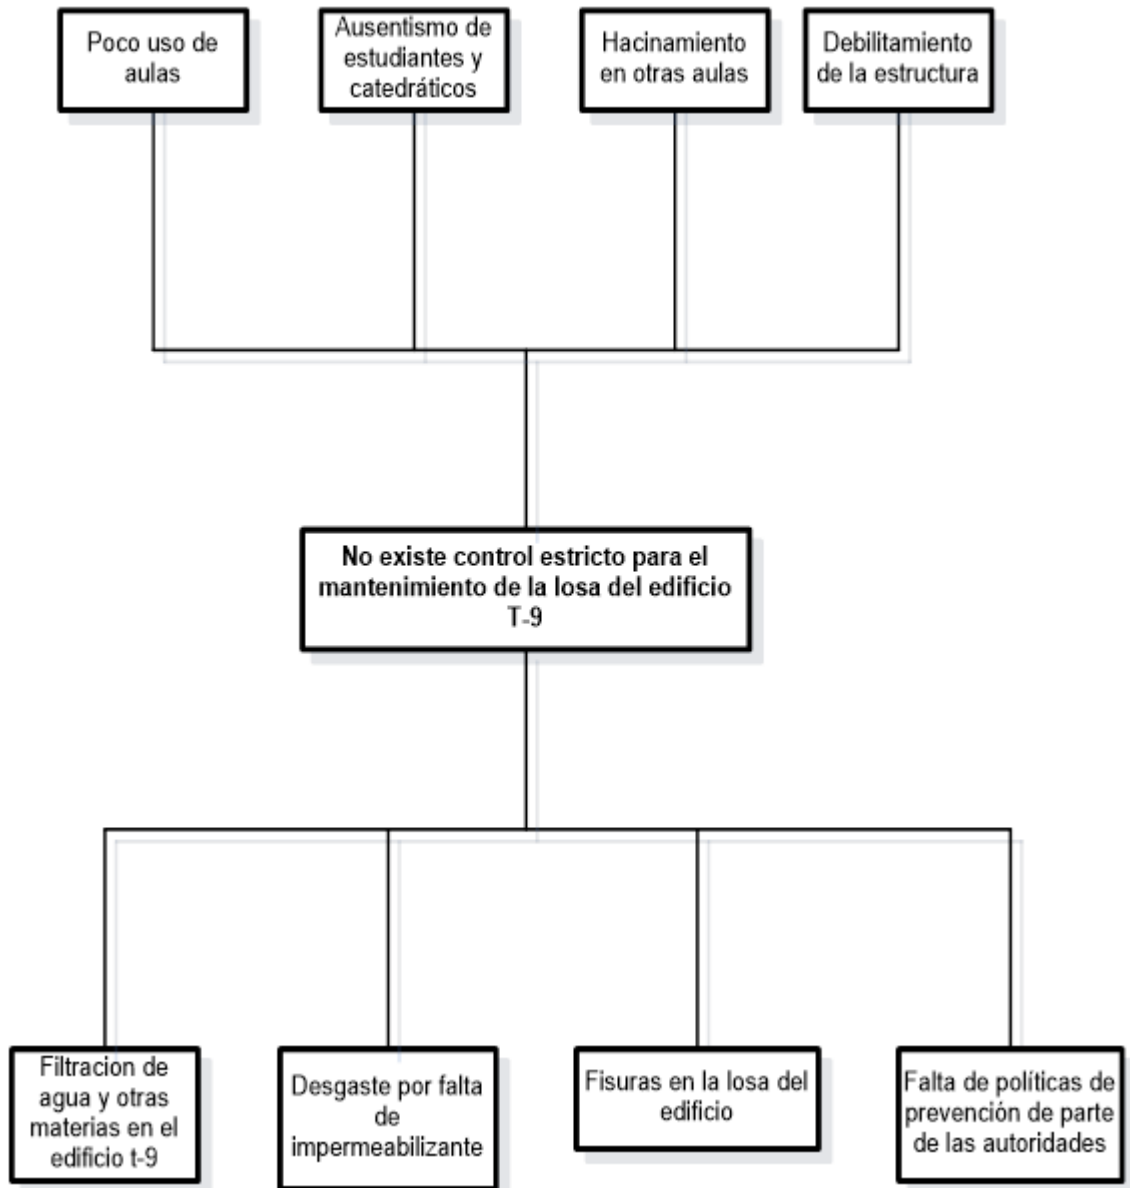 Poco uso de
aulas
Ausentismo de
estudiantes y
catedráticos
Hacinamiento
en otras aulas
Debilitamiento
de la estructura
No existe control estricto para el
mantenimiento de la losa del edificio
T-9
Filtracion de
agua y otras
materias en el
edificio t-9
Desgaste por falta
de
impermeabilizante
Fisuras en la losa del
edificio
Falta de políticas de
prevención de parte
de las autoridades